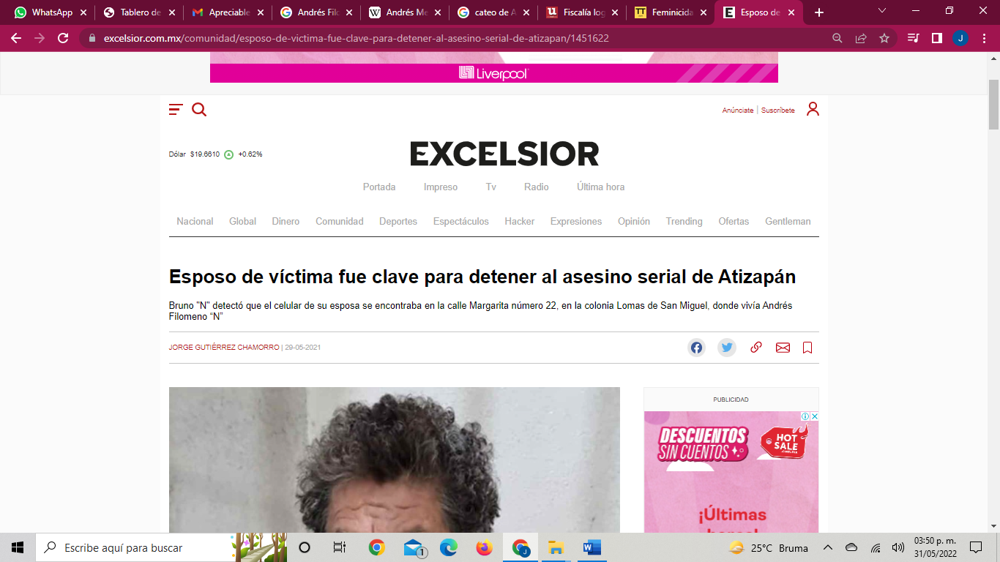 WhatsApp
Tablero de
Apreciable
Andrés Filo
Andrés Me
cateo de A
Fiscalía log
Feminicida
Esposo de
excelsior.com.mx/comunidad/esposo-de-victima-fue-clave-para-detener-al-asesino-serial-de-atizapan/1451622
J
Liverpool
Anúnciate | Suscríbete
Dólar $19.6610 +0.62%
EXCELSIOR
Portada Impreso Tv Radio Última hora
Nacional Global Dinero Comunidad Deportes Espectáculos Hacker Expresiones Opinión Trending Ofertas Gentleman
Esposo de víctima fue clave para detener al asesino serial de Atizapán
Bruno "N" detectó que el celular de su esposa se encontraba en la calle Margarita número 22, en la colonia Lomas de San Miguel, donde vivía Andrés
Filomeno “N”
JORGE GUTIÉRREZ CHAMORRO | 29-05-2021
PUBLICIDAD
DESCUENTOS
SIN CUENTOS
HOT
SALE
¡Últimas
Escribe aquí para buscar
1
J
25°C Bruma
03:50 p. m.
31/05/2022